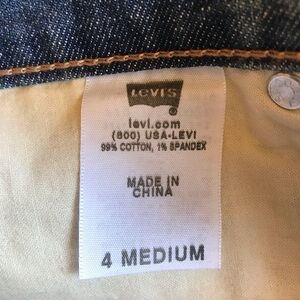 LEVI'S
®
levi.com
(800) USA-LEVI
99% COTTON, 1% SPANDEX
MADE IN
CHINA
4 MEDIUM